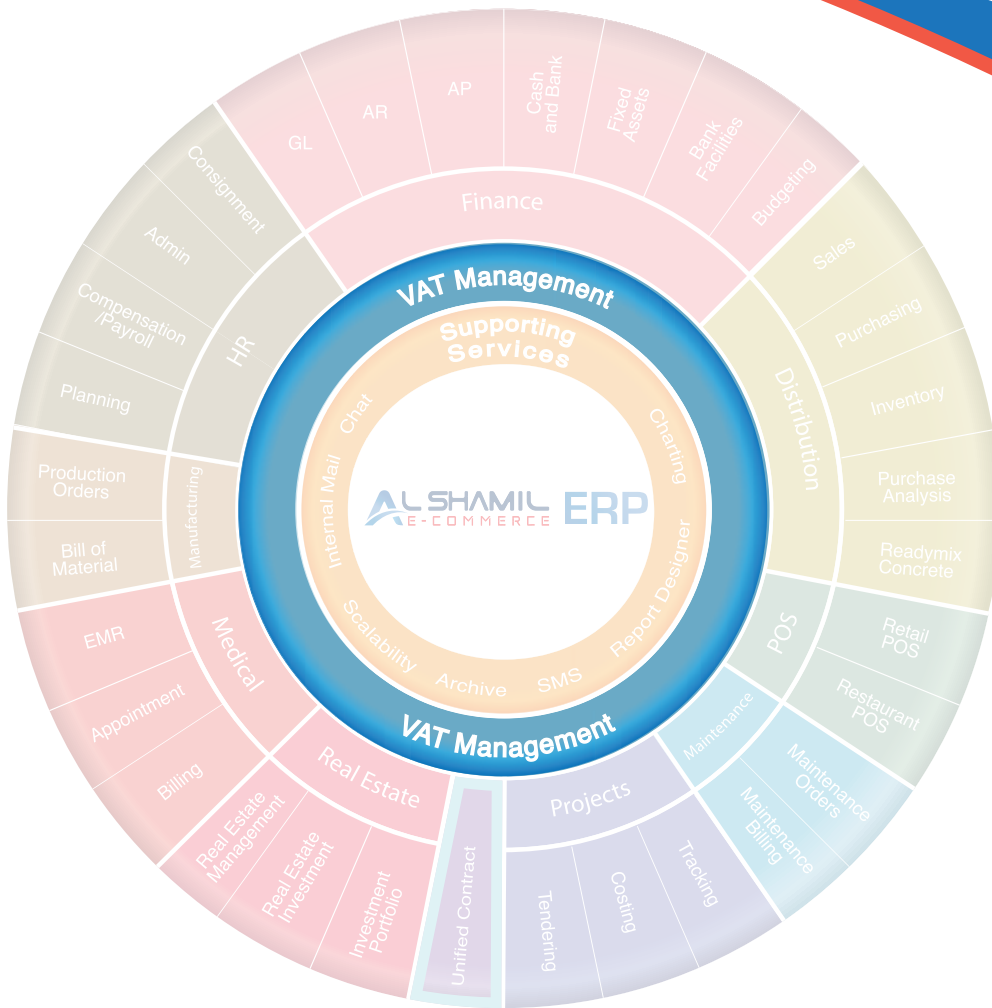 GL
AR
AP
Cash
and Bank
Fixed
Assets
Bank
Facilities
Budgeting
Finance
Consignment
Admin
Compensation
/Payroll
Planning
HR
Sales
Purchasing
Inventory
Purchase
Analysis
Readymix
Concrete
Distribution
VAT Management
Supporting
Services
Chat
Internal Mail
Scalability
Archive
SMS
Report Designer
Charting
AL SHAMIL ERP
E-COMMERCE
Production
Orders
Bill of
Material
Manufacturing
EMR
Appointment
Billing
Medical
Retail
POS
Restaurant
POS
POS
VAT Management
Maintenance
Maintenance
Orders
Maintenance
Billing
Real Estate
Real Estate
Management
Real Estate
Investment
Investment
Portfolio
Unified Contract
Projects
Tendering
Costing
Tracking